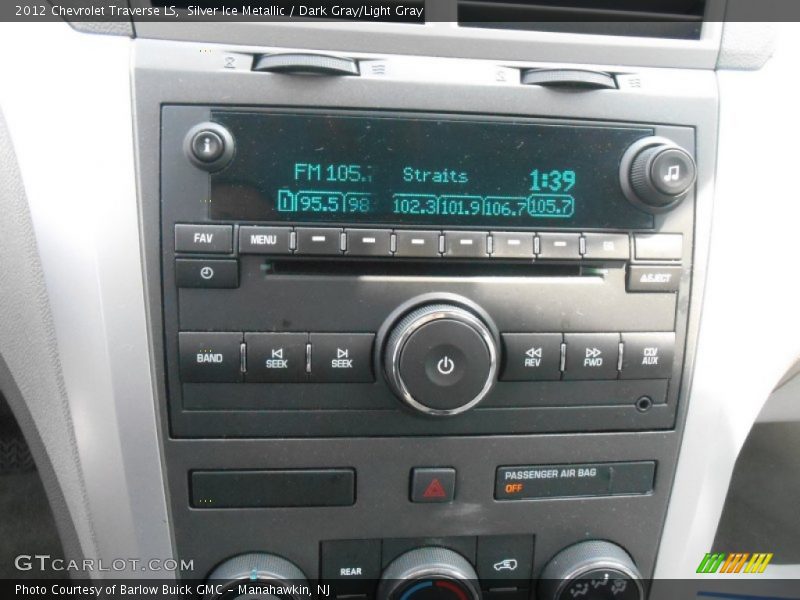 2012 Chevrolet Traverse LS, Silver Ice Metallic / Dark Gray/Light Gray
FM 105. Straits 1:39
1 95.5 98 102.3 101.9 106.7 105.7
FAV MENU
EJECT
BAND SEEK SEEK REV FWD CD/AUX
PASSENGER AIR BAG
OFF
REAR
GTCARLOT.COM
Photo Courtesy of Barlow Buick GMC - Manahawkin, NJ